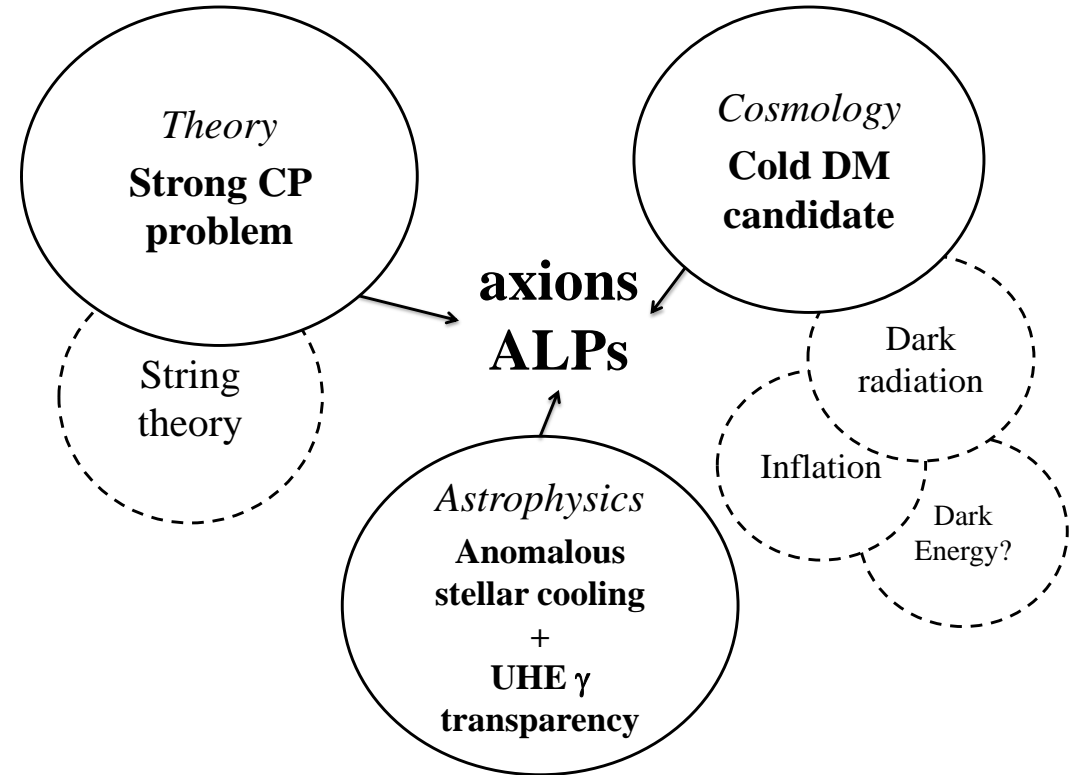 Theory
Strong CP
problem
Cosmology
Cold DM
candidate
axions
ALPs
String
theory
Dark
radiation
Inflation
Dark
Energy?
Astrophysics
Anomalous
stellar cooling
+
UHE γ
transparency